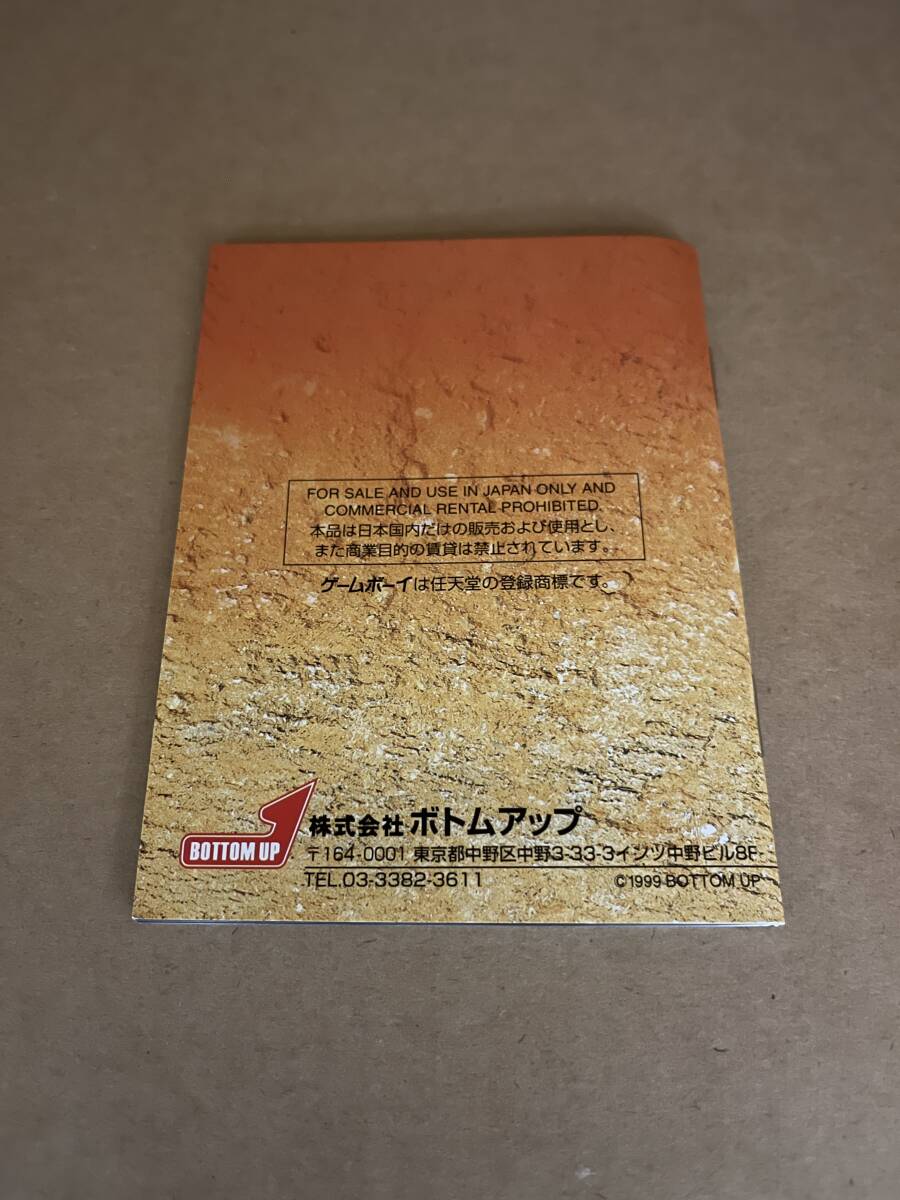 FOR SALE AND USE IN JAPAN ONLY AND
COMMERCIAL RENTAL PROHIBITED.
本品は日本国内だけの販売および使用とし、
また商業目的の賃貸は禁止されています。
ゲームボーイは任天堂の登録商標です。
BOTTOM UP
株式会社 ボトムアップ
〒164-0001 東京都中野区中野3-33-3インツ中野ビル8F
TEL.03-3382-3611
©1999 BOTTOM UP